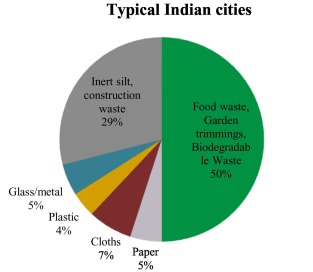 Typical Indian cities
Inert silt,
construction
waste
29%
Food waste,
Garden
trimmings,
Biodegradab
le Waste
50%
Glass/metal
5%
Plastic
4%
Cloths
7%
Paper
5%